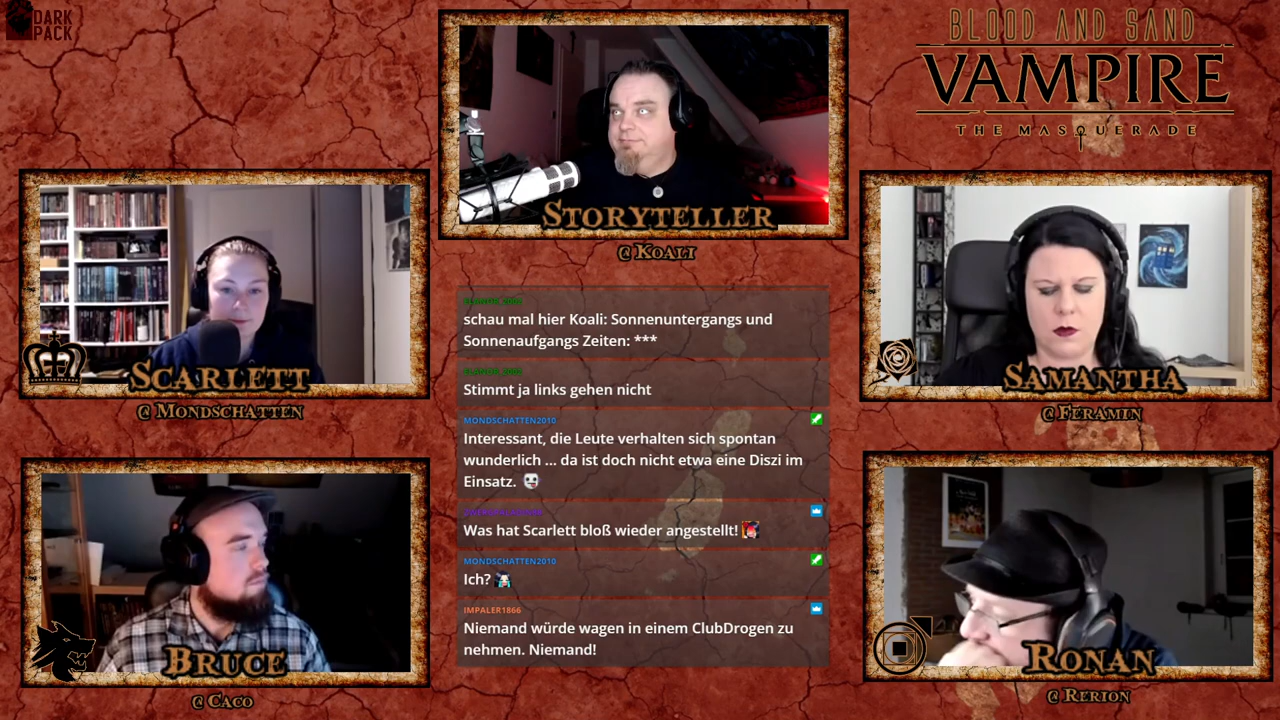 DARK
PACK
BLOOD AND SAND
VAMPIRE
THE MASQUERADE
STORYTELLER
@ KOALI
SCARLETT
@ MONDSCHATTEN
SAMANTHA
@ FERAMIN
schau mal hier Koali: Sonnenuntergangs und
Sonnenaufgangs Zeiten: ***
Stimmt ja links gehen nicht
MONDSCHATTEN2010
Interessant, die Leute verhalten sich spontan
wunderlich ... da ist doch nicht etwa eine Diszi im
Einsatz.
Was hat Scarlett bloß wieder angestellt!
MONDSCHATTEN2010
Ich?
IMPALER1866
Niemand würde wagen in einem ClubDrogen zu
nehmen. Niemand!
BRUCE
@ CACO
RONAN
@ RERION